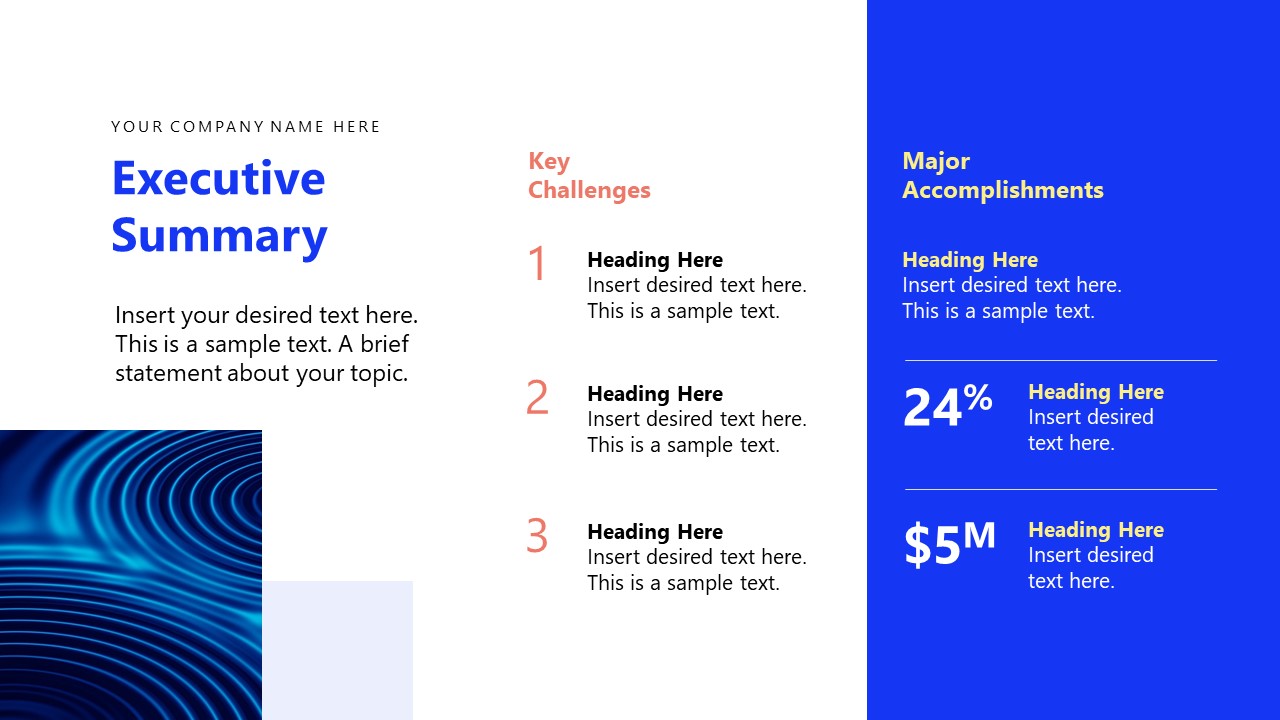 YOUR COMPANY NAME HERE
Executive
Summary
Insert your desired text here.
This is a sample text. A brief
statement about your topic.
Key
Challenges
1
Heading Here
Insert desired text here.
This is a sample text.
2
Heading Here
Insert desired text here.
This is a sample text.
3
Heading Here
Insert desired text here.
This is a sample text.
Major
Accomplishments
Heading Here
Insert desired text here.
This is a sample text.
24%
Heading Here
Insert desired
text here.
$5M
Heading Here
Insert desired
text here.